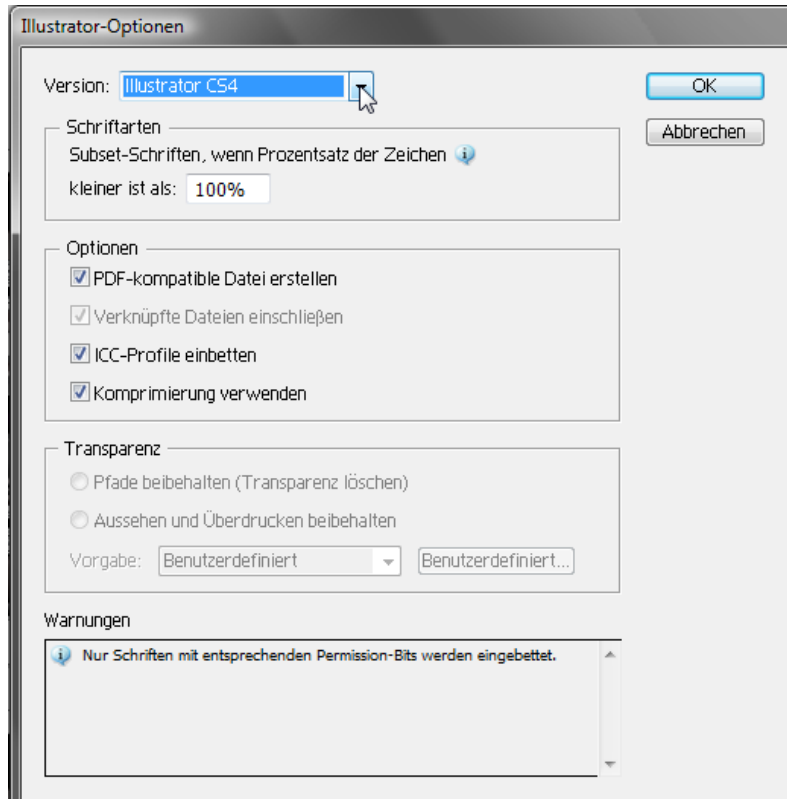 Illustrator-Optionen
Version: Illustrator CS4
OK
Abbrechen
Schriftarten
Subset-Schriften, wenn Prozentsatz der Zeichen
kleiner ist als: 100%
Optionen
PDF-kompatible Datei erstellen
Verknüpfte Dateien einschließen
ICC-Profile einbetten
Komprimierung verwenden
Transparenz
Pfade beibehalten (Transparenz löschen)
Aussehen und Überdrucken beibehalten
Vorgabe: Benutzerdefiniert Benutzerdefiniert...
Warnungen
Nur Schriften mit entsprechenden Permission-Bits werden eingebettet.